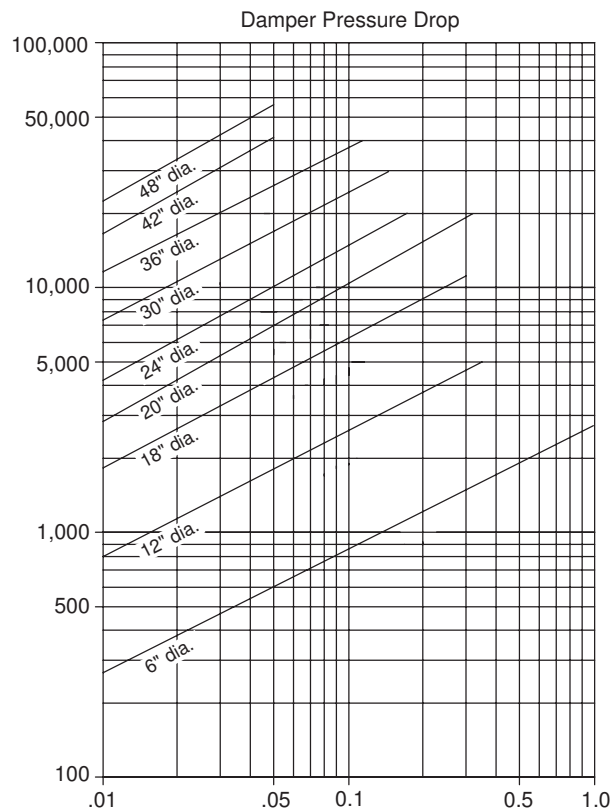 Damper Pressure Drop
100,000
50,000
48" dia.
42" dia.
36" dia.
10,000
30" dia.
24" dia.
5,000
20" dia.
18" dia.
1,000
12" dia.
500
6" dia.
100
.01 .05 0.1 0.5 1.0